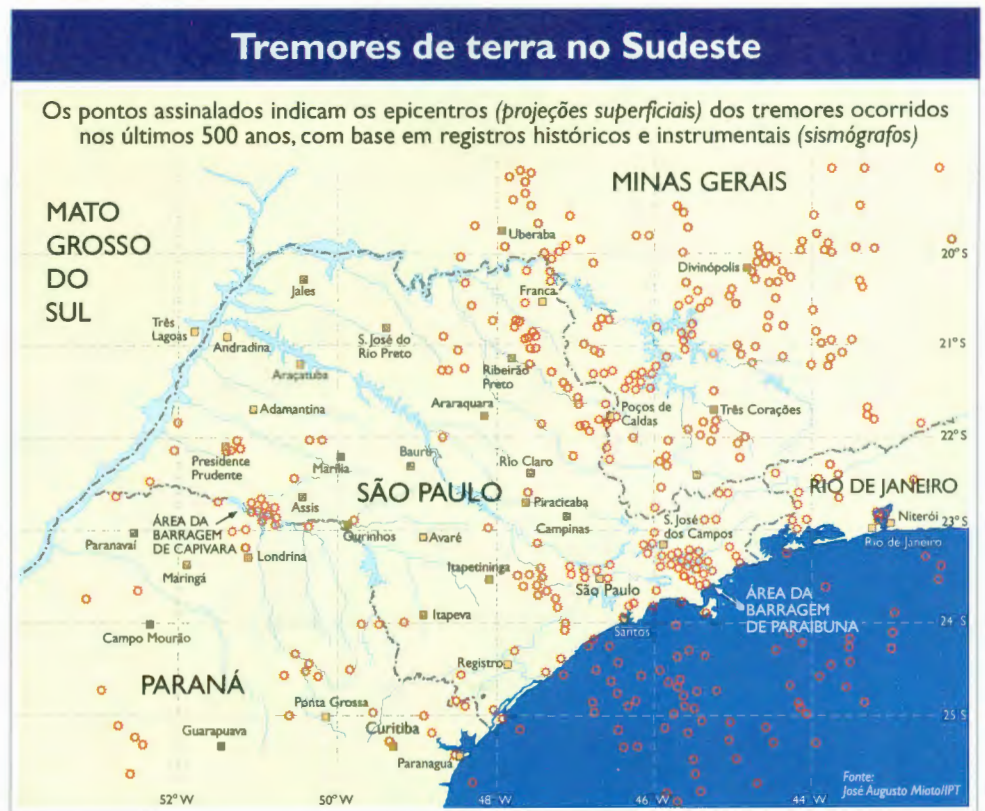 Tremores de terra no Sudeste
Os pontos assinalados indicam os epicentros (projeções superficiais) dos tremores ocorridos
nos últimos 500 anos, com base em registros históricos e instrumentais (sismógrafos)
MATO
GROSSO
DO
SUL
MINAS GERAIS
Uberaba
20°S
Divinópolis
Jales
Franca
Três
Lagoas
Andradina
S. José do
Rio Preto
21°S
Araçatuba
Ribeirão
Preto
Adamantina
Araraquara
Poços de
Caldas
Três Corações
22°S
Presidente
Prudente
Marília
Bauru
Rio Claro
SÃO PAULO
RIO DE JANEIRO
Assis
Piracicaba
Campinas
S. José
dos Campos
Niterói
23°S
Rio de Janeiro
ÁREA DA
BARRAGEM
DE CAPIVARA
Paranavaí
Ourinhos
Avaré
Londrina
Maringá
Itapetininga
São Paulo
ÁREA DA
BARRAGEM
DE PARAIBUNA
Itapeva
Santos
24°S
Campo Mourão
Registro
PARANÁ
Ponta Grossa
25°S
Guarapuava
Curitiba
Paranaguá
52°W
50°W
48°W
46°W
44°W
Fonte:
José Augusto Mioto/IPT